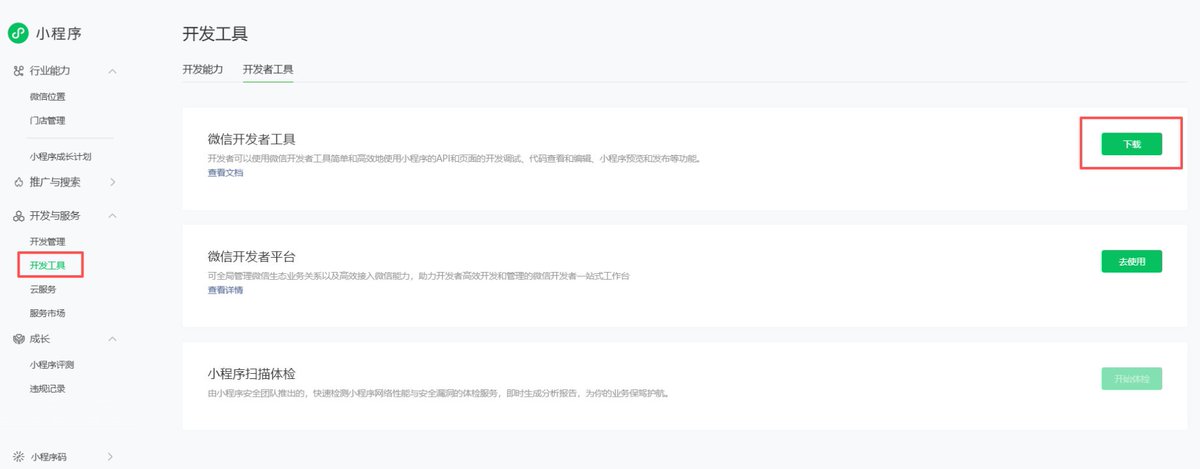 小程序
行业能力
微信位置
门店管理
小程序成长计划
推广与搜索
开发与服务
开发管理
开发工具
云服务
服务市场
成长
小程序评测
违规记录
小程序码
开发工具
开发能力 开发者工具
微信开发者工具
开发者可以使用微信开发者工具简单和高效地使用小程序的API和页面的开发调试、代码查看和编辑、小程序预览和发布等功能。
查看文档
下载
微信开发者平台
可全局管理微信生态业务关系以及高效接入微信能力，助力开发者高效开发和管理的微信开发者一站式工作台
查看详情
去使用
小程序扫描体检
由小程序安全团队推出的，快速检测小程序网络性能与安全漏洞的体检服务，即时生成分析报告，为你的业务保驾护航。
开始体检